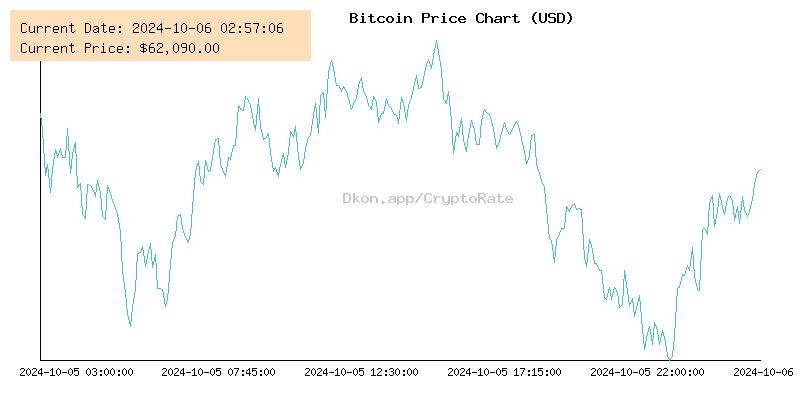 Bitcoin Price Chart (USD)
Current Date: 2024-10-06 02:57:06
Current Price: $62,090.00
Dkon.app/CryptoRate
2024-10-05 03:00:00 2024-10-05 07:45:00 2024-10-05 12:30:00 2024-10-05 17:15:00 2024-10-05 22:00:00 2024-10-06